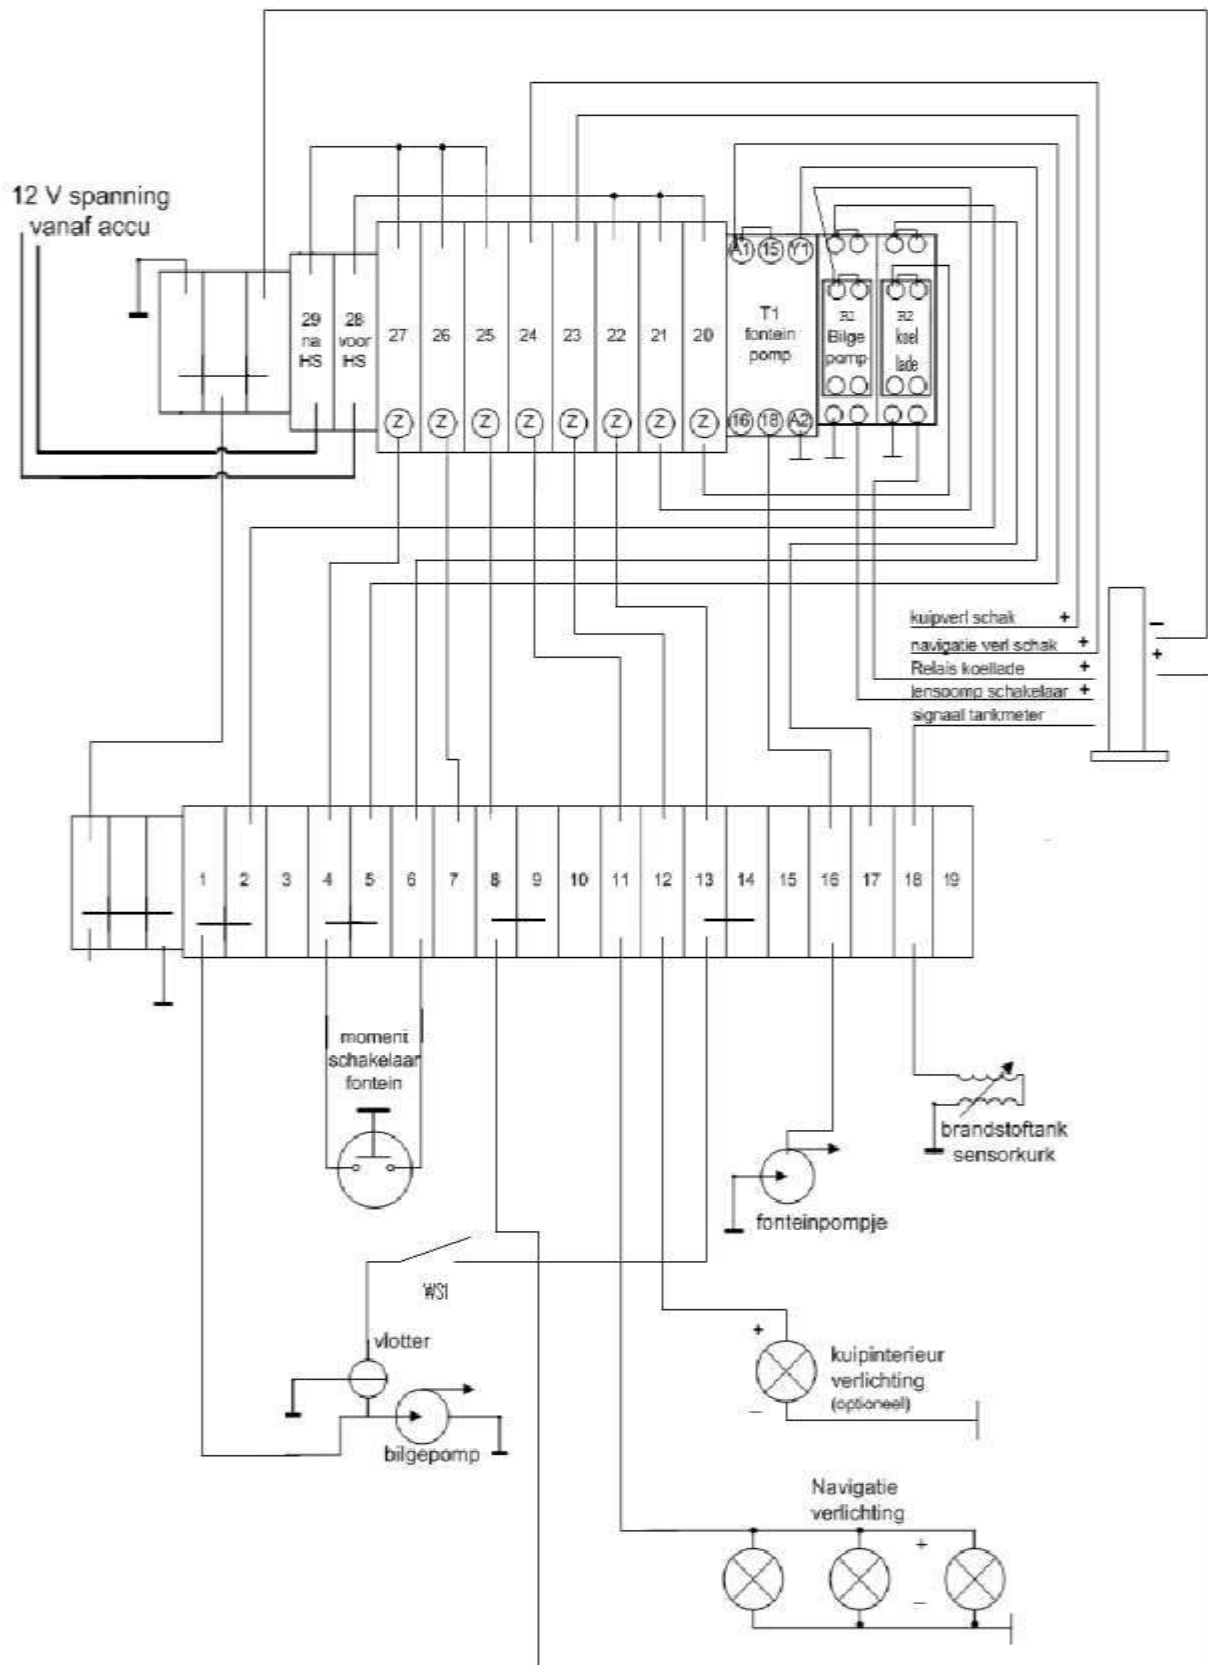 12 V spanning
vanaf accu
29
na
HS
28
voor
HS
27
26
25
24
23
22
21
20
Z
Z
Z
Z
Z
Z
Z
Z
A1
15
Y1
T1
fontein
pomp
16
18
A2
R1
Bilge
pomp
R2
koel
lade
kuipverl schak +
navigatie verl schak +
Relais koellade +
lenspomp schakelaar +
signaal tankmeter
–
+
1
2
3
4
5
6
7
8
9
10
11
12
13
14
15
16
17
18
19
moment
schakelaar
fontein
brandstoftank
sensorkurk
fonteinpompje
WS1
vlotter
bilgepomp
+
–
kuipinterieur
verlichting
(optioneel)
Navigatie
verlichting
+
–